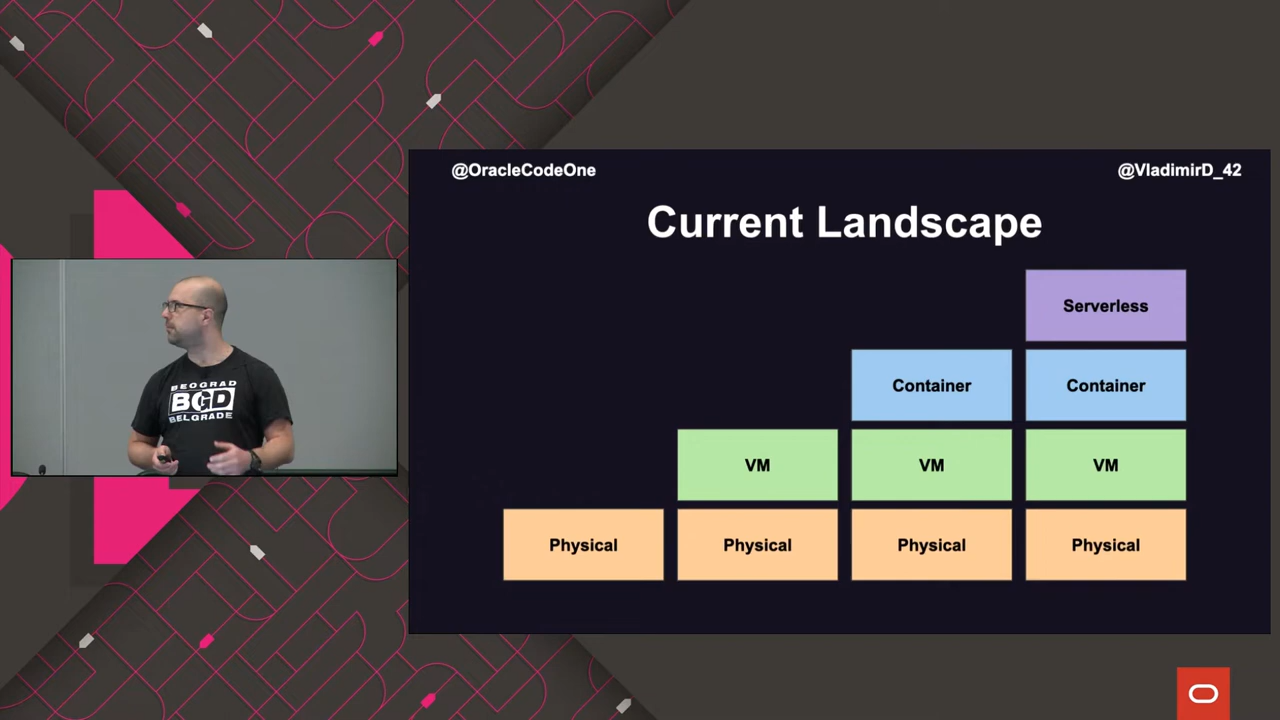 @OracleCodeOne
@VladimirD_42
Current Landscape
Serverless
Container
Container
VM
VM
VM
Physical
Physical
Physical
Physical
BEOGRAD
BGD
BELGRADE